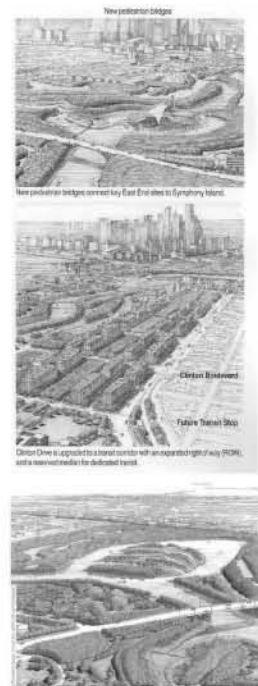 New pedestrian bridges
New pedestrian bridges connect key East End sites to Symphony Island.
Clinton Boulevard
Future Transit Stop
Clinton Drive is upgraded to a transit corridor with an expanded right of way (ROW),
and a reserved median for dedicated transit.